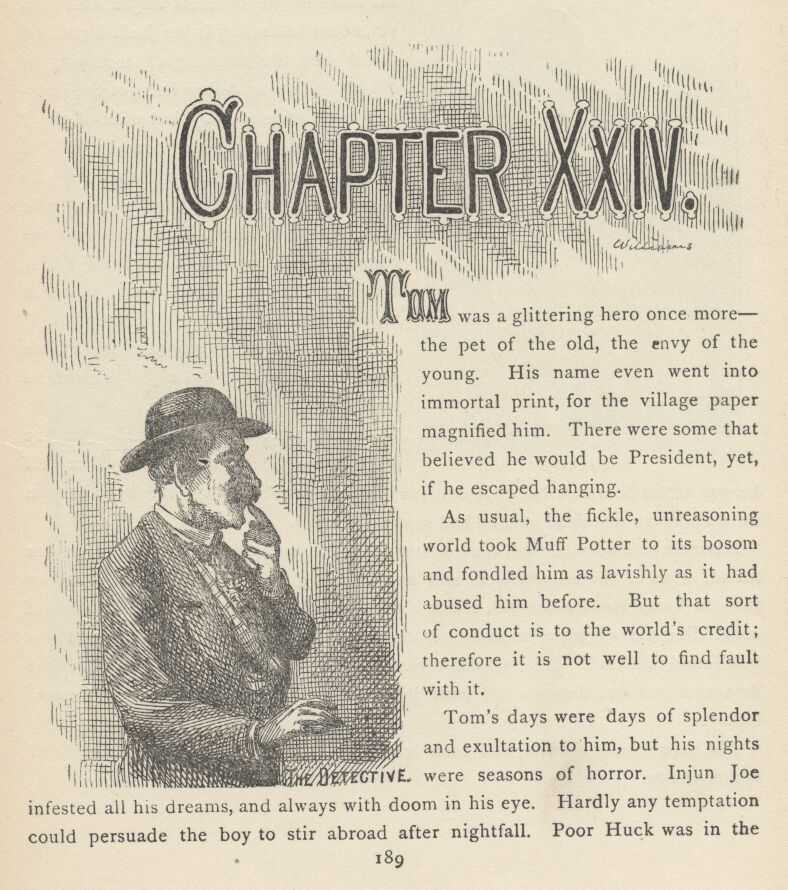 CHAPTER XXIV.
Williams
TOM was a glittering hero once more—
the pet of the old, the envy of the
young. His name even went into
immortal print, for the village paper
magnified him. There were some that
believed he would be President, yet,
if he escaped hanging.
As usual, the fickle, unreasoning
world took Muff Potter to its bosom
and fondled him as lavishly as it had
abused him before. But that sort
of conduct is to the world's credit;
therefore it is not well to find fault
with it.
Tom's days were days of splendor
and exultation to him, but his nights
THE DETECTIVE.
were seasons of horror. Injun Joe
infested all his dreams, and always with doom in his eye. Hardly any temptation
could persuade the boy to stir abroad after nightfall. Poor Huck was in the
189